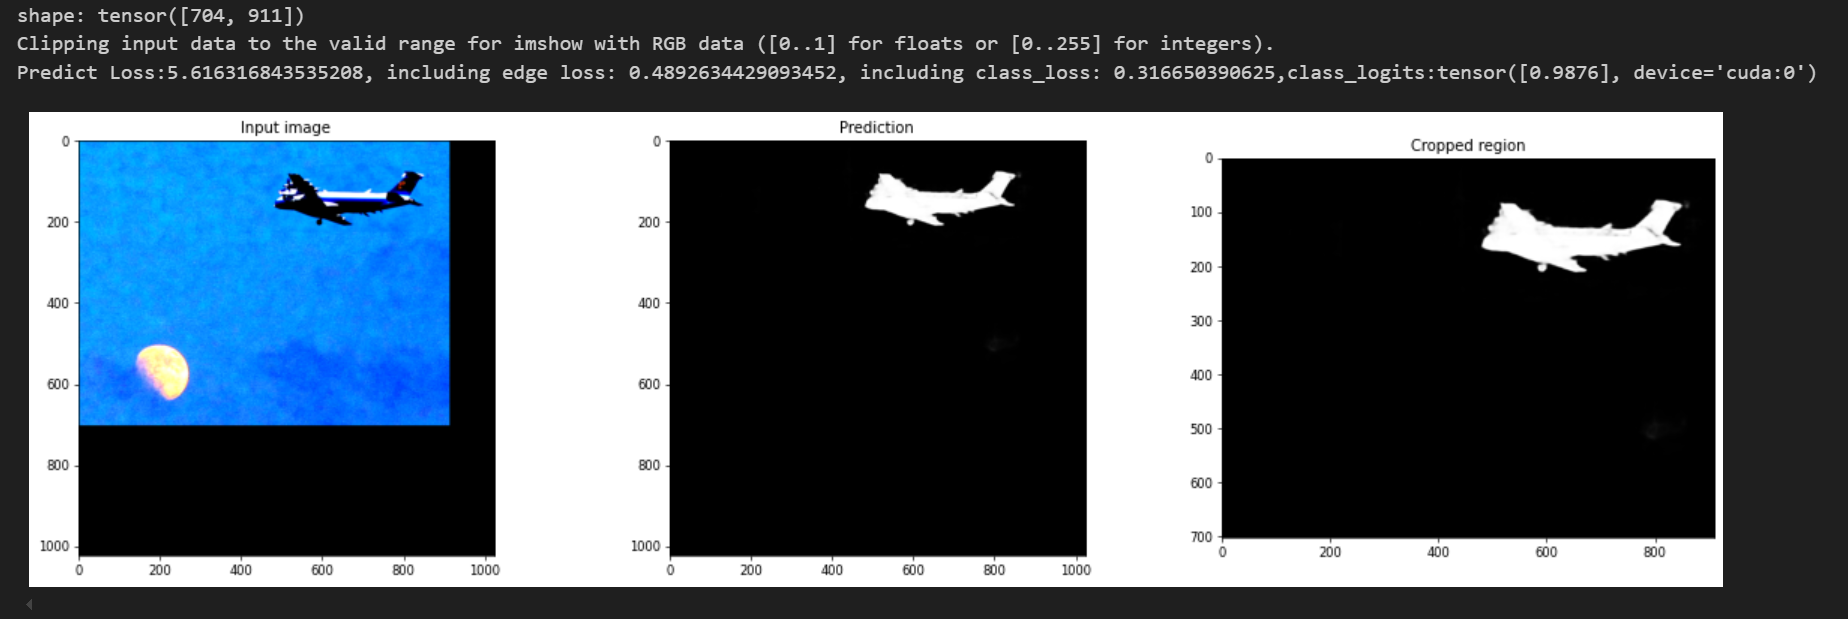 shape: tensor([704, 911])
Clipping input data to the valid range for imshow with RGB data ([0..1] for floats or [0..255] for integers).
Predict Loss:5.616316843535208, including edge loss: 0.4892634429093452, including class_loss: 0.316650390625,class_logits:tensor([0.9876], device='cuda:0')
Input image
0
200
400
600
800
1000
0 200 400 600 800 1000
Prediction
0
200
400
600
800
1000
0 200 400 600 800 1000
Cropped region
0
100
200
300
400
500
600
700
0 200 400 600 800